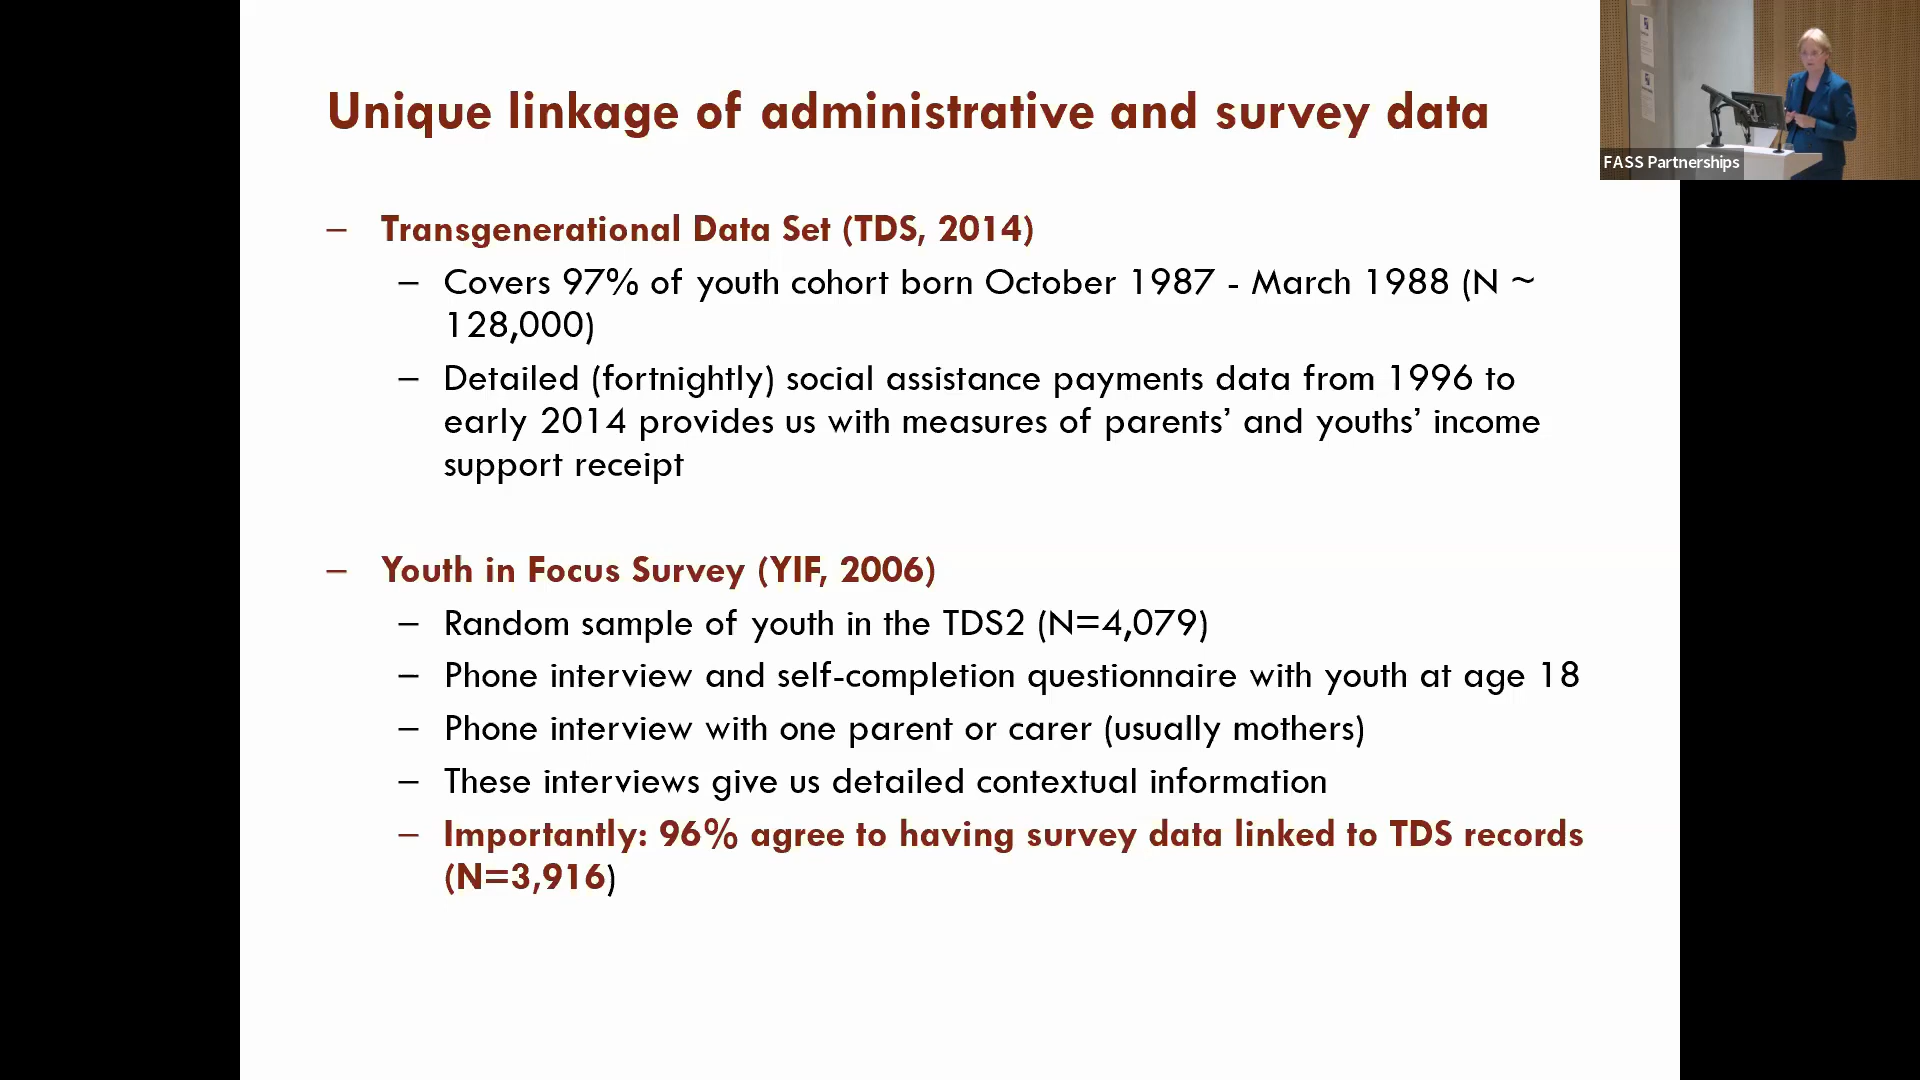 Unique linkage of administrative and survey data
FASS Partnerships
– Transgenerational Data Set (TDS, 2014)
– Covers 97% of youth cohort born October 1987 - March 1988 (N ~
128,000)
– Detailed (fortnightly) social assistance payments data from 1996 to
early 2014 provides us with measures of parents’ and youths’ income
support receipt
– Youth in Focus Survey (YIF, 2006)
– Random sample of youth in the TDS2 (N=4,079)
– Phone interview and self-completion questionnaire with youth at age 18
– Phone interview with one parent or carer (usually mothers)
– These interviews give us detailed contextual information
– Importantly: 96% agree to having survey data linked to TDS records
(N=3,916)